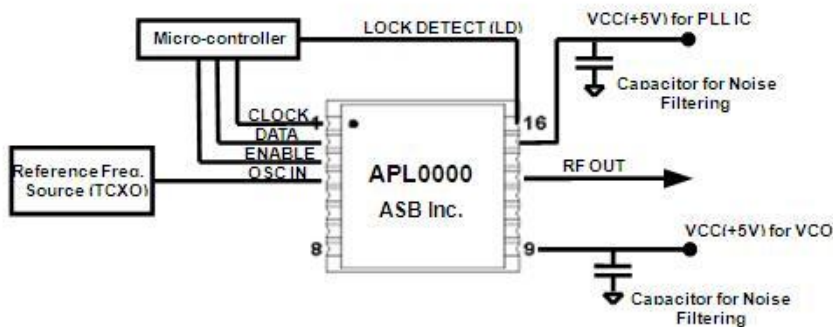 Micro-controller
LOCK DETECT (LD)
VCC(+5V) for PLL IC
Capacitor for Noise
Filtering
CLOCK
1
16
DATA
ENABLE
OSC IN
Reference Freq.
Source (TCXO)
APL0000
ASB Inc.
RF OUT
8
9
VCC(+5V) for VCO
Capacitor for Noise
Filtering